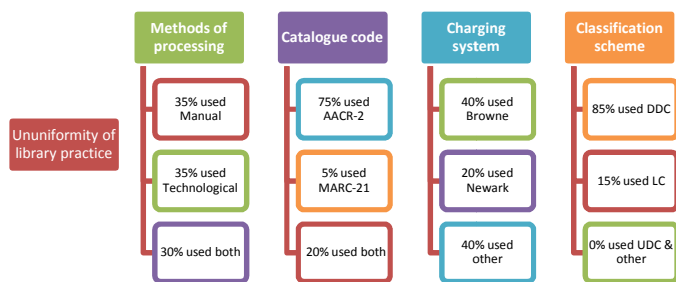 Methods of
processing
Catalogue code
Charging
system
Classification
scheme
Ununiformity of
library practice
35% used
Manual
75% used
AACR-2
40% used
Browne
85% used DDC
35% used
Technological
5% used
MARC-21
20% used
Newark
15% used LC
30% used both
20% used both
40% used
other
0% used UDC &
other